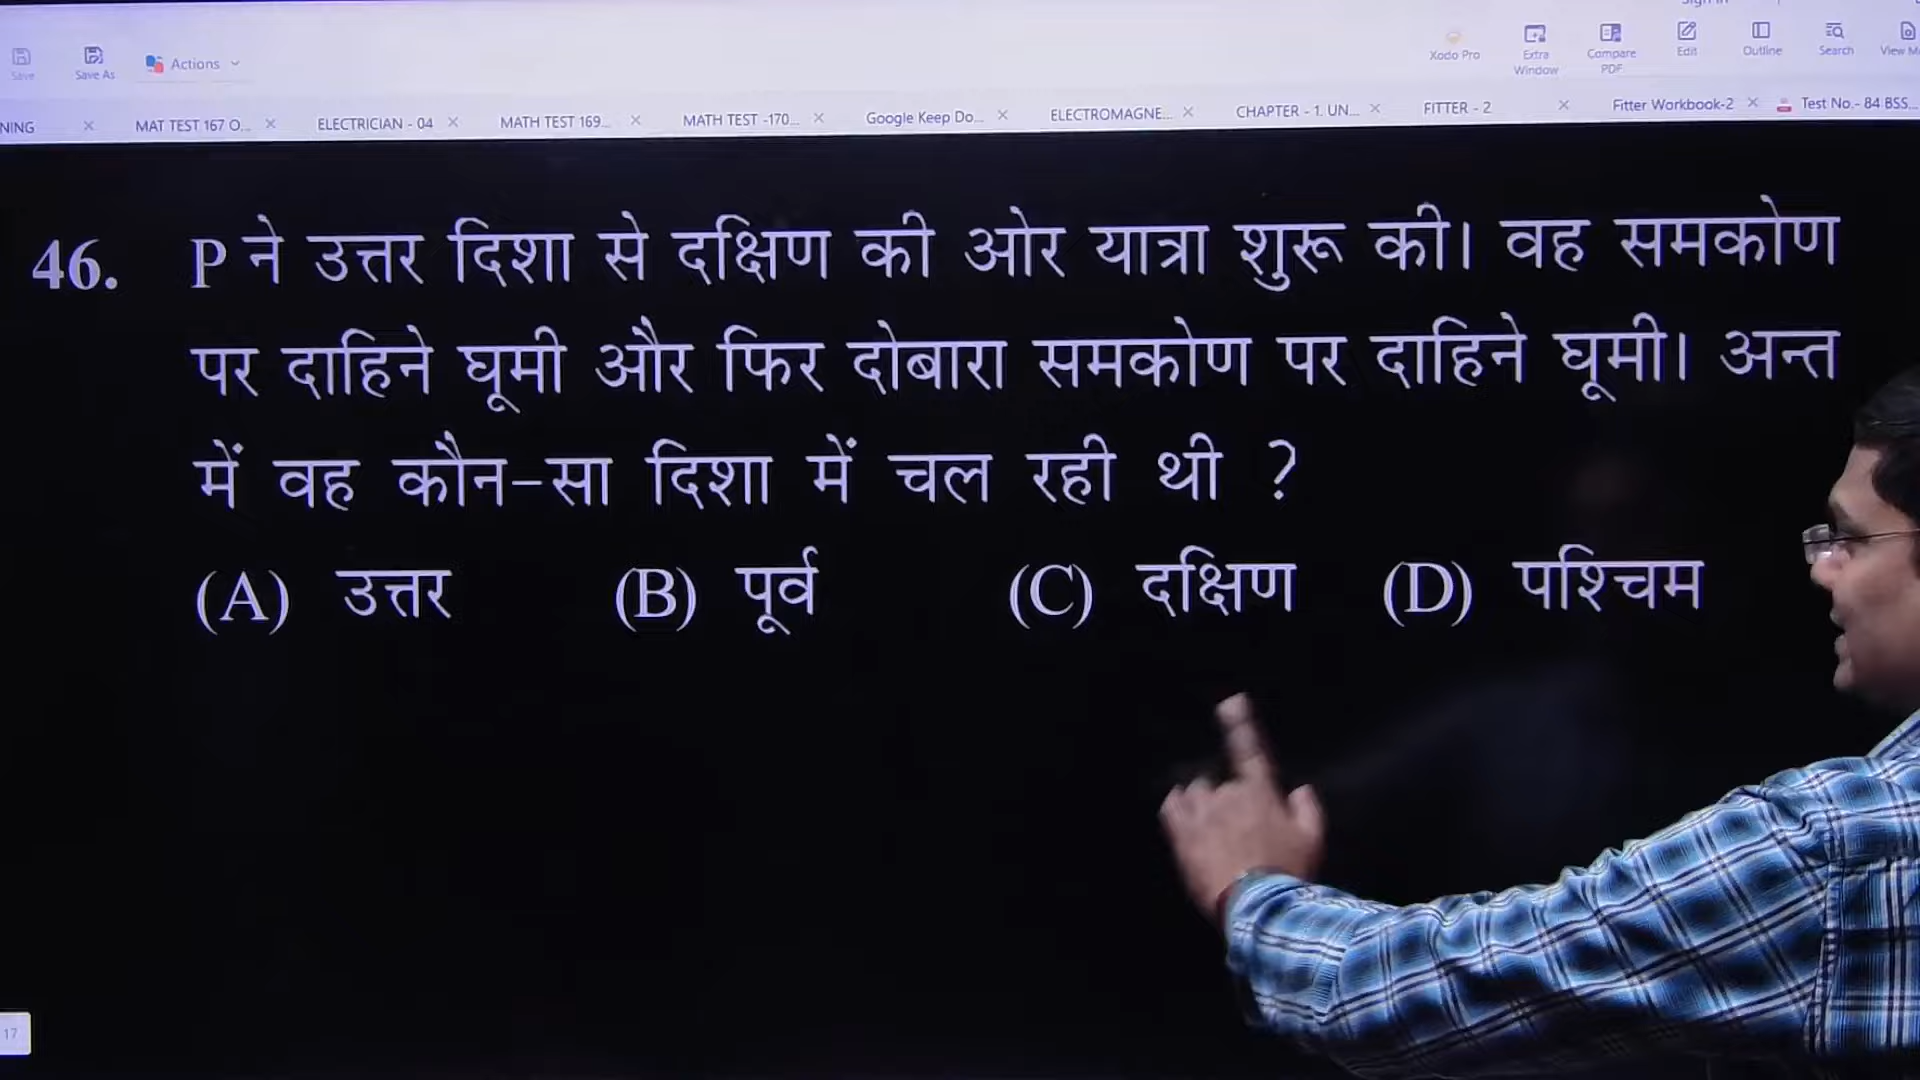 Save
Save As
Actions
Xodo Pro
Extra Window
Compare PDF
Edit
Outline
Search
NING
MAT TEST 167 O...
ELECTRICIAN - 04
MATH TEST 169...
MATH TEST -170...
Google Keep Do...
ELECTROMAGNE...
CHAPTER - 1. UN...
FITTER - 2
Fitter Workbook-2
Test No.- 84 BSS...
46. P ने उत्तर दिशा से दक्षिण की ओर यात्रा शुरू की। वह समकोण
पर दाहिने घूमी और फिर दोबारा समकोण पर दाहिने घूमी। अन्त
में वह कौन-सा दिशा में चल रही थी ?
(A) उत्तर (B) पूर्व (C) दक्षिण (D) पश्चिम
17